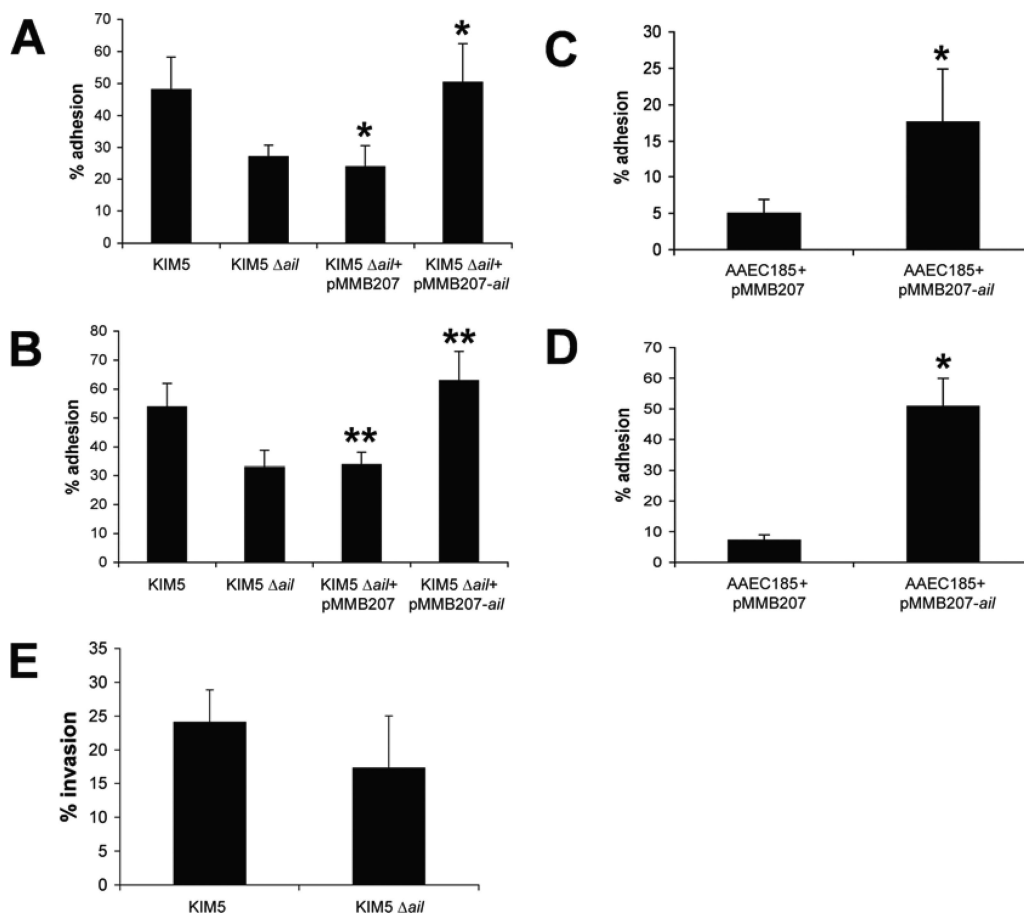 A
% adhesion
70
60
50
40
30
20
10
0
*
*
KIM5
KIM5 Δail
KIM5 Δail+
pMMB207
KIM5 Δail+
pMMB207-ail
B
% adhesion
80
70
60
50
40
30
20
10
0
**
**
KIM5
KIM5 Δail
KIM5 Δail+
pMMB207
KIM5 Δail+
pMMB207-ail
C
% adhesion
30
25
20
15
10
5
0
*
AAEC185+
pMMB207
AAEC185+
pMMB207-ail
D
% adhesion
70
60
50
40
30
20
10
0
*
AAEC185+
pMMB207
AAEC185+
pMMB207-ail
E
% invasion
35
30
25
20
15
10
5
0
KIM5
KIM5 Δail